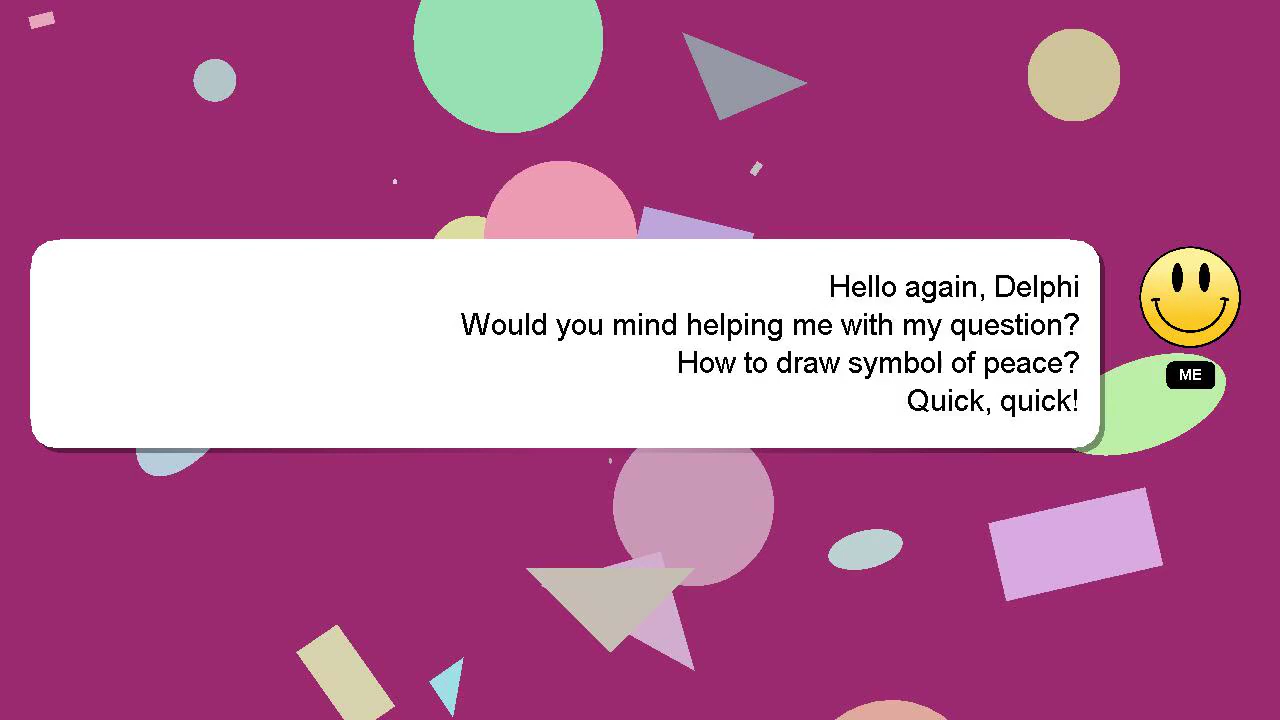 Hello again, Delphi
Would you mind helping me with my question?
How to draw symbol of peace?
Quick, quick!
ME